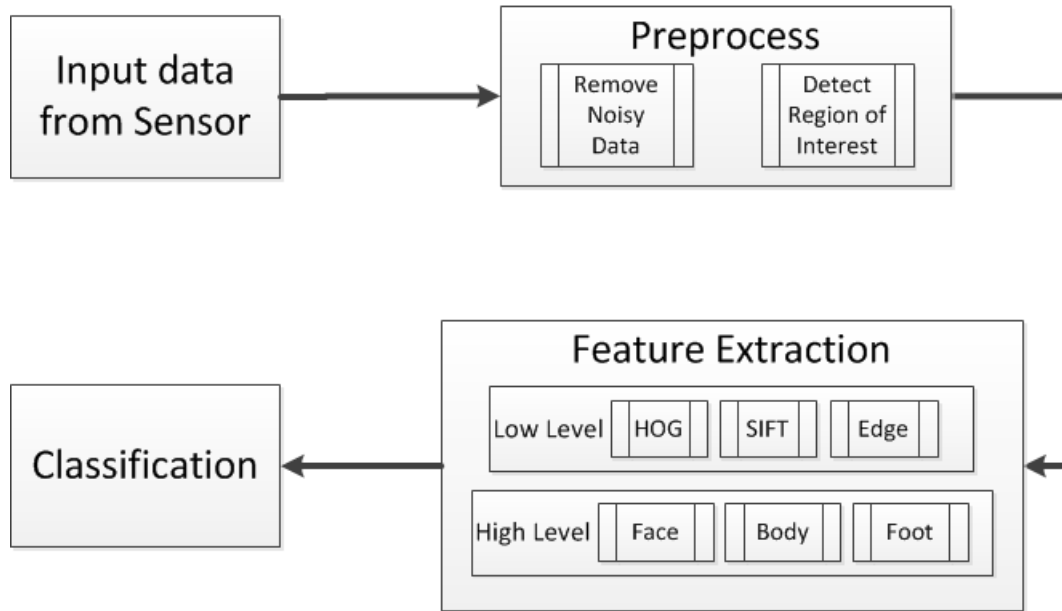 Input data
from Sensor
Preprocess
Remove
Noisy
Data
Detect
Region of
Interest
Feature Extraction
Low Level HOG SIFT Edge
High Level Face Body Foot
Classification